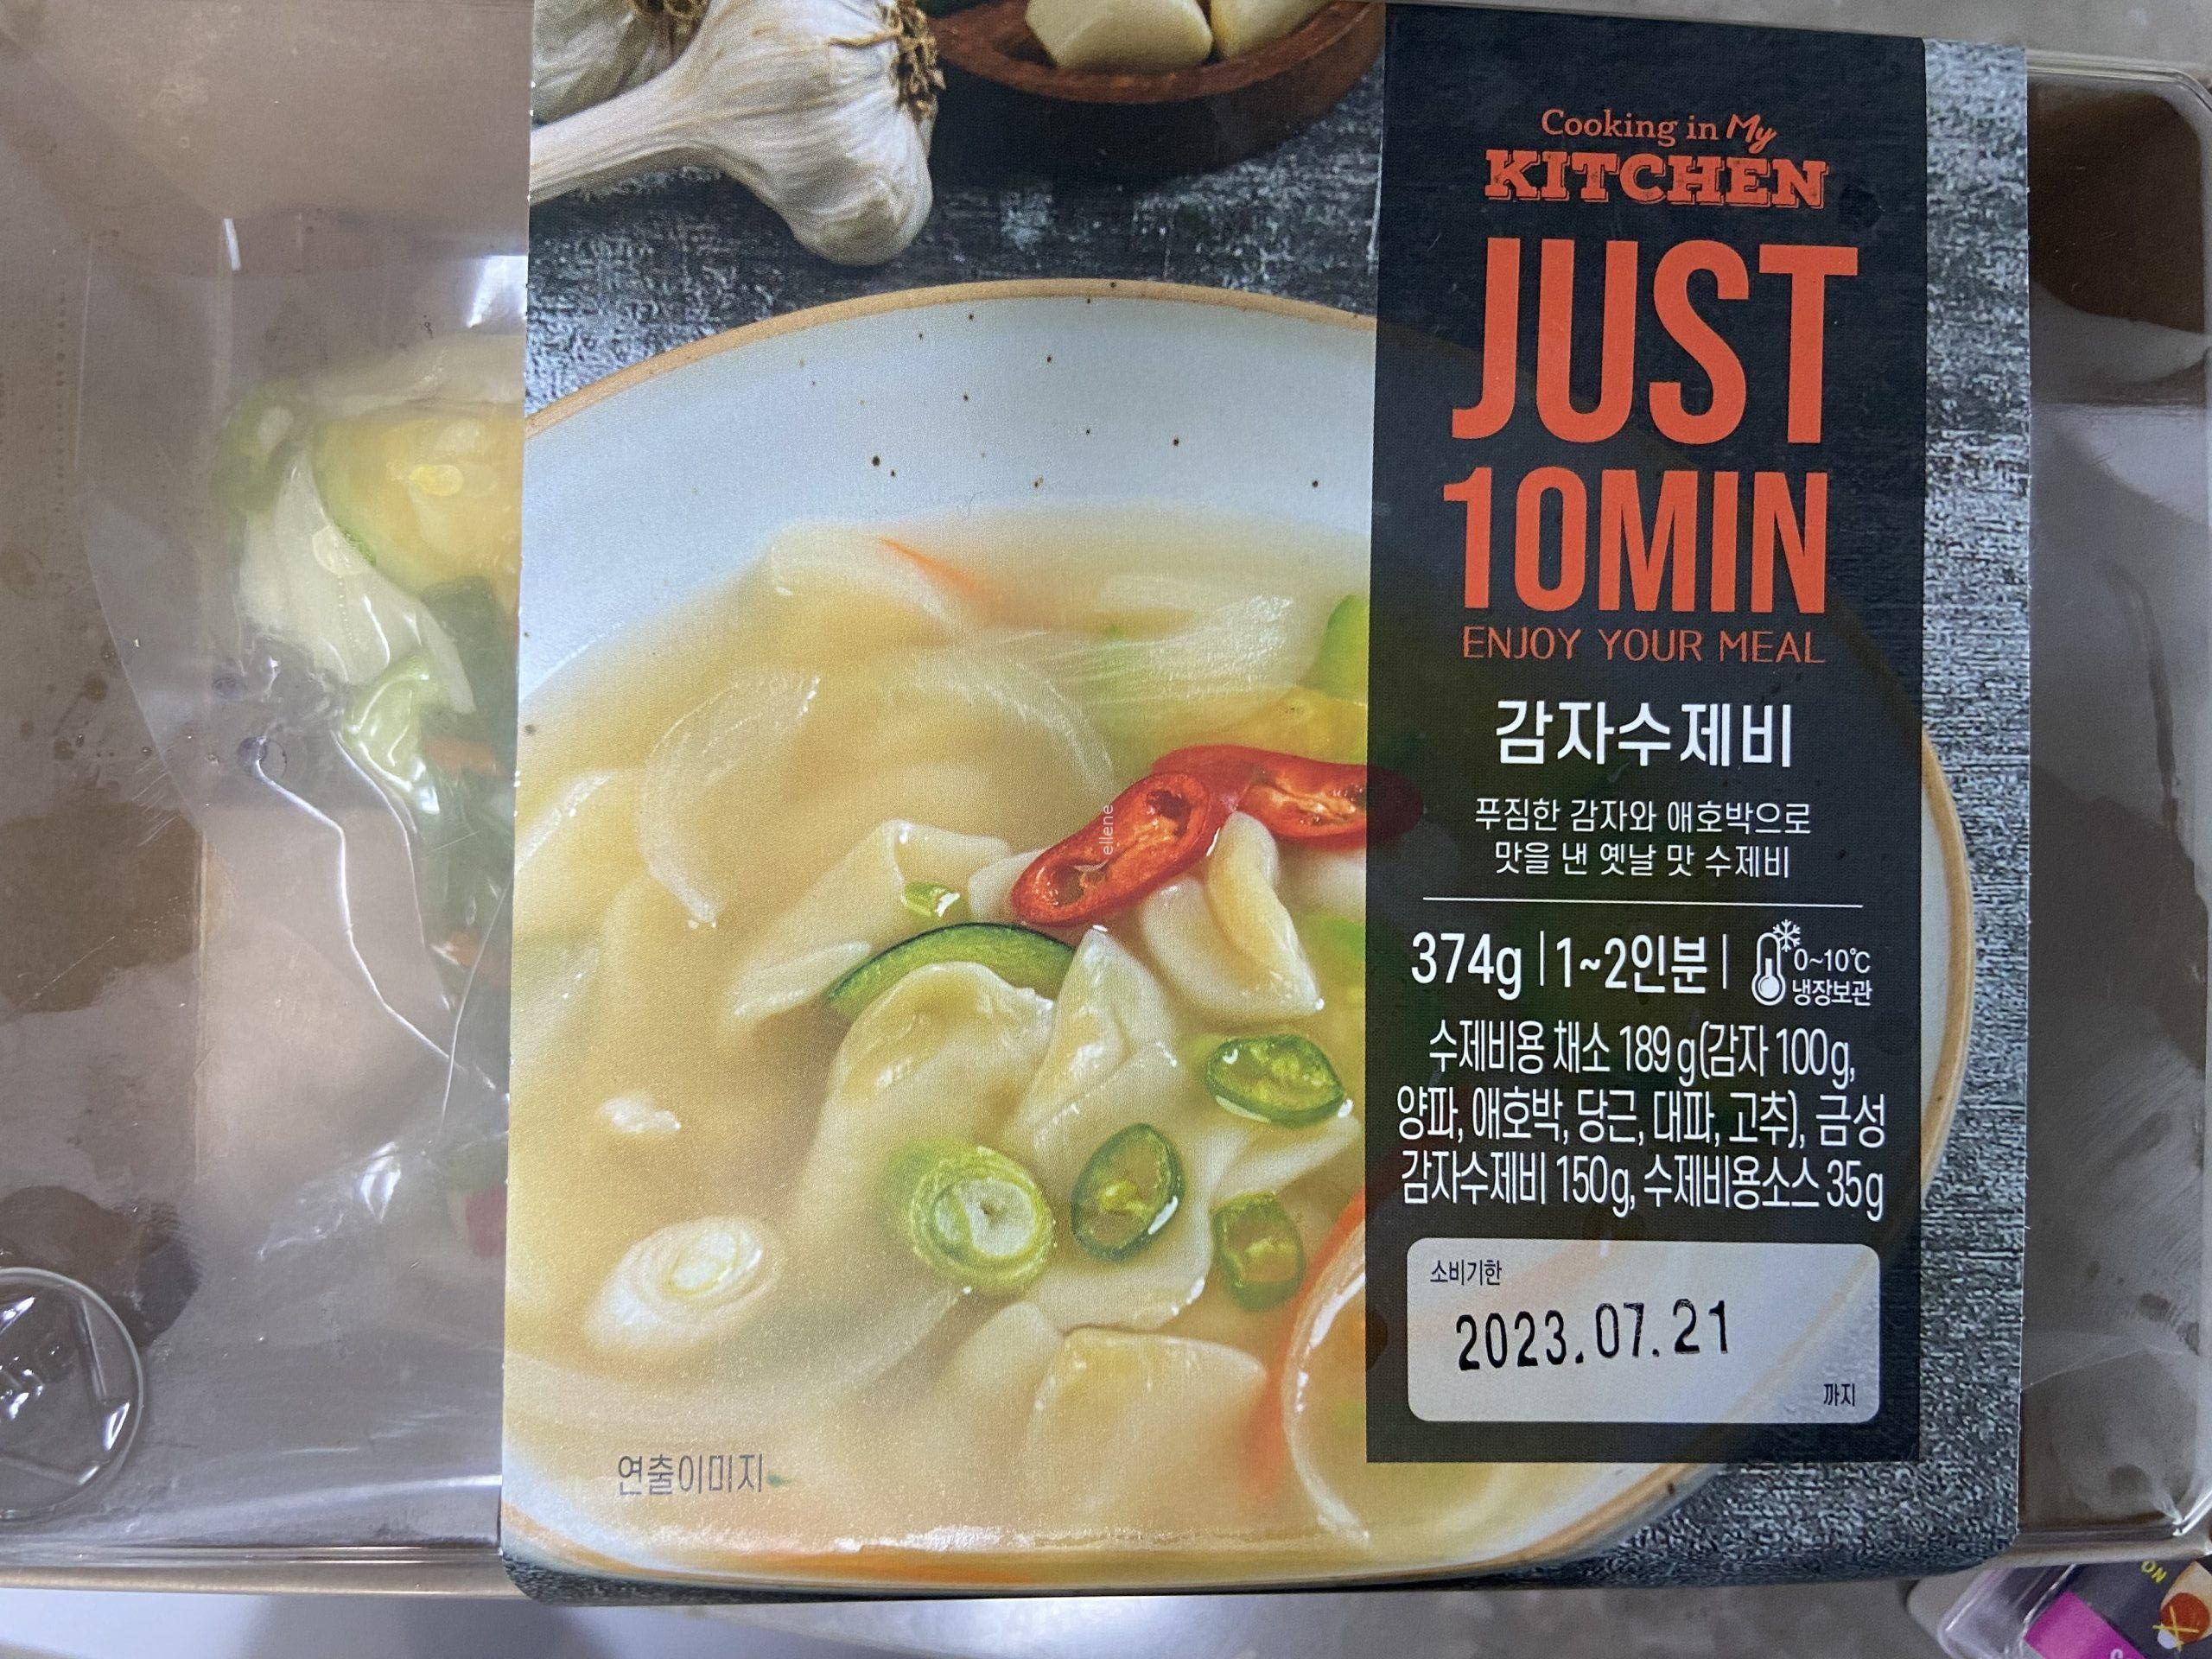 Cooking in My
KITCHEN
JUST
10MIN
ENJOY YOUR MEAL
감자수제비
푸짐한 감자와 애호박으로
맛을 낸 옛날 맛 수제비
374g | 1~2인분 |
0~10℃
냉장보관
수제비용 채소 189g(감자 100g,
양파, 애호박, 당근, 대파, 고추), 금성
감자수제비 150g, 수제비용소스 35g
소비기한
2023.07.21
까지
ellene
연출이미지
NO